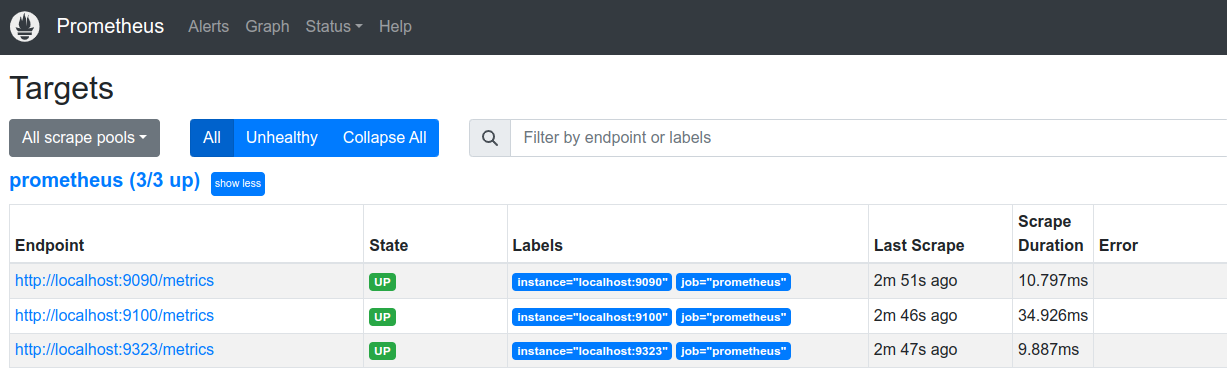 Prometheus Alerts Graph Status Help
Targets
All scrape pools All Unhealthy Collapse All Filter by endpoint or labels
prometheus (3/3 up) show less
Endpoint State Labels Last Scrape Scrape Duration Error
http://localhost:9090/metrics UP instance="localhost:9090" job="prometheus" 2m 51s ago 10.797ms
http://localhost:9100/metrics UP instance="localhost:9100" job="prometheus" 2m 46s ago 34.926ms
http://localhost:9323/metrics UP instance="localhost:9323" job="prometheus" 2m 47s ago 9.887ms